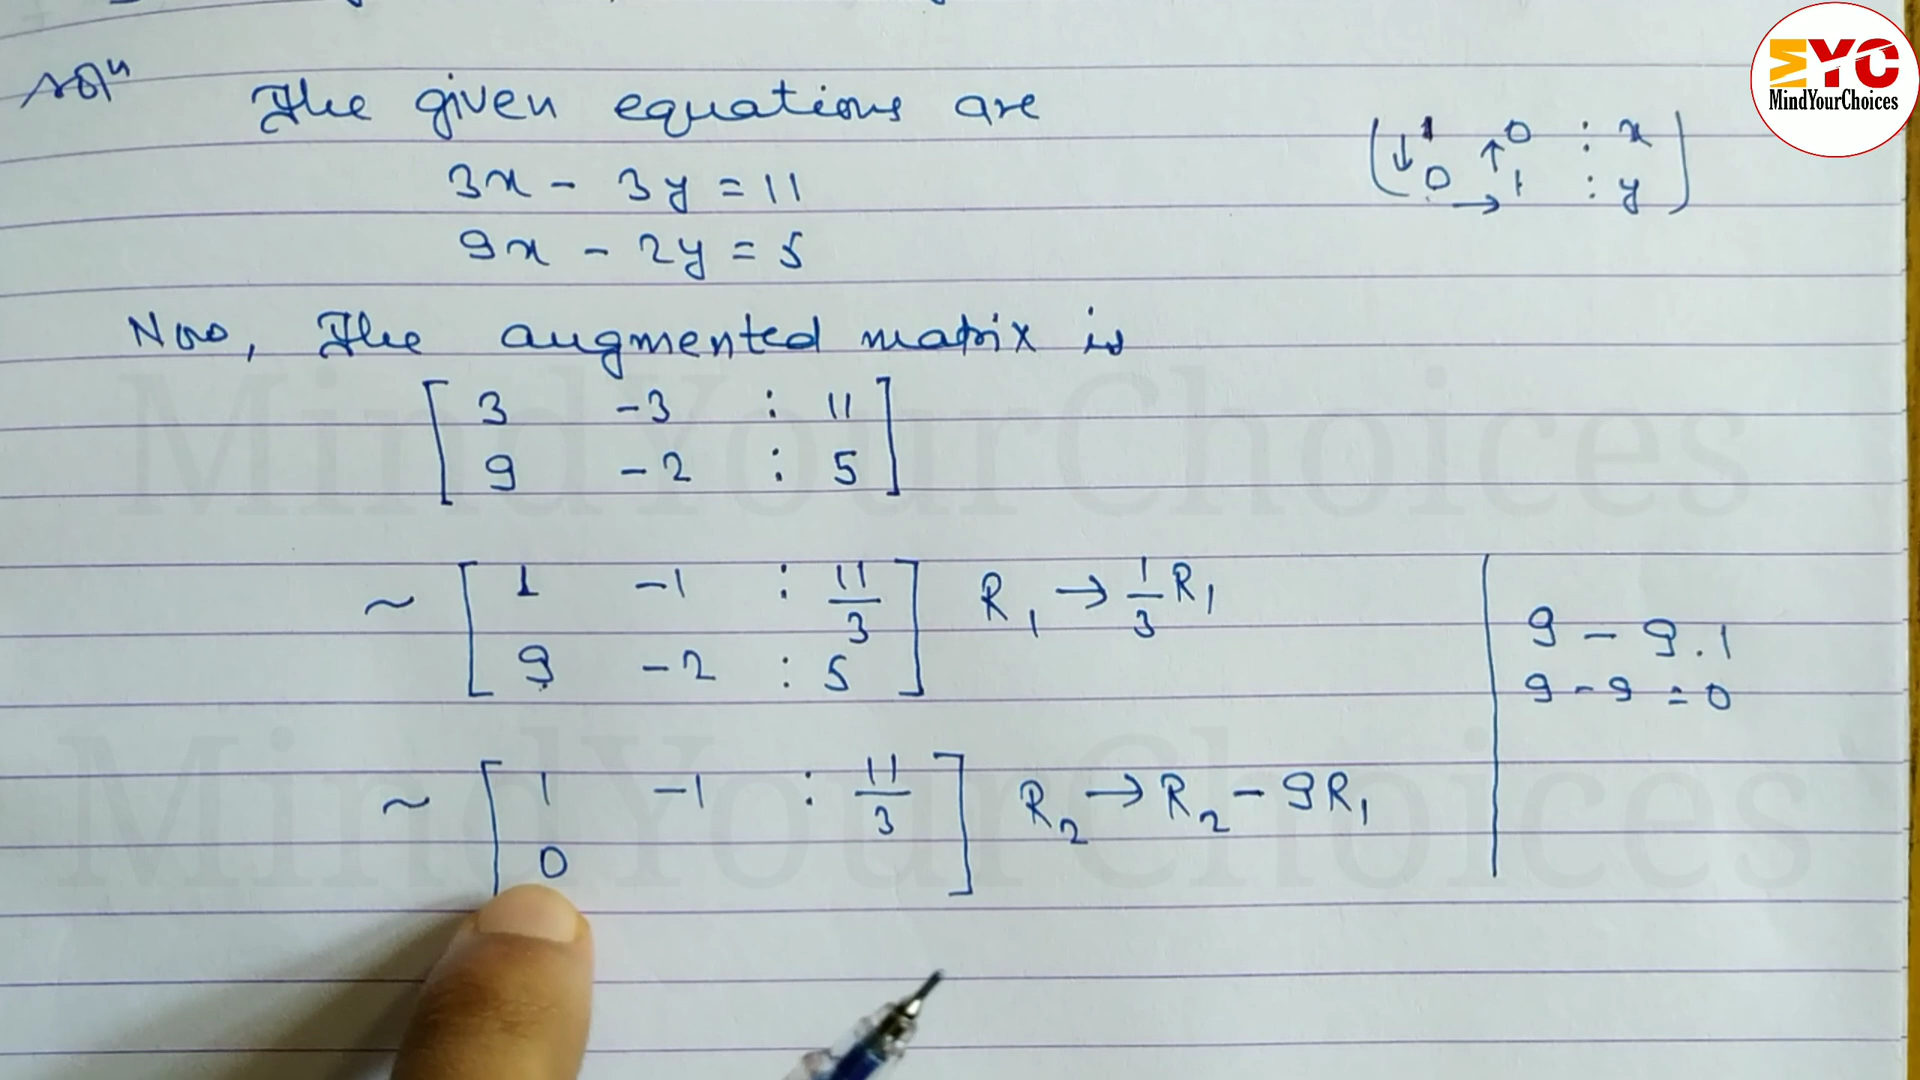 MYC
MindYourChoices
Solⁿ The given equations are
3x - 3y = 11
9x - 2y = 5
1 0 : x
0 1 : y
Now, The augmented matrix is
[ 3 -3 : 11
9 -2 : 5 ]
~ [ 1 -1 : 11/3
9 -2 : 5 ] R₁ → 1/3 R₁
9 - 9.1
9 - 9 = 0
~ [ 1 -1 : 11/3
0 ] R₂ → R₂ - 9R₁
MindYourChoices
MindYourChoices